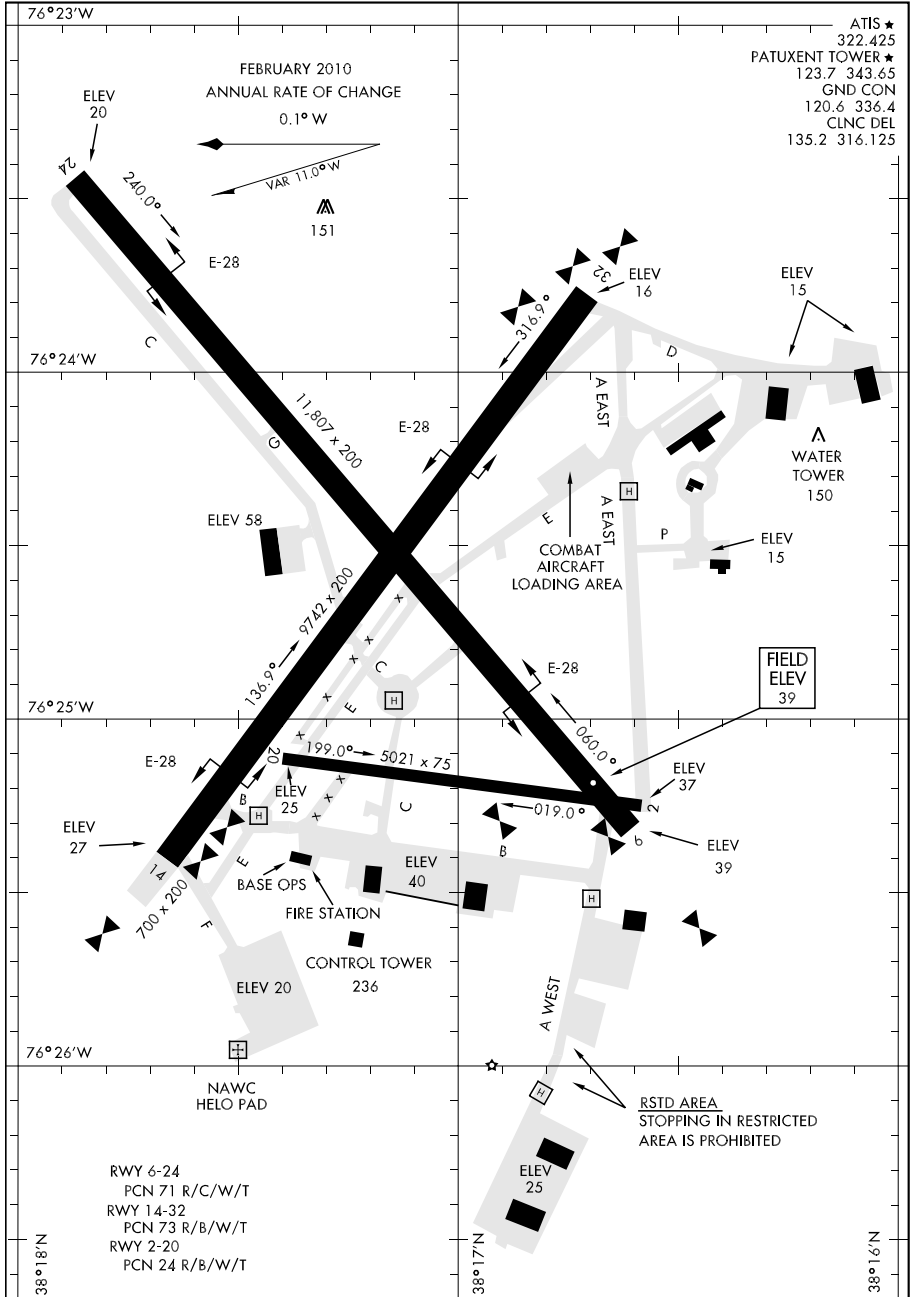 76°23'W
ATIS ★
322.425
PATUXENT TOWER ★
123.7 343.65
GND CON
120.6 336.4
CLNC DEL
135.2 316.125
FEBRUARY 2010
ANNUAL RATE OF CHANGE
0.1° W
VAR 11.0° W
ELEV
20
24
240.0°
E-28
151
32
316.9°
ELEV
16
ELEV
15
76°24'W
C
D
11,807 x 200
E-28
A EAST
G
WATER
TOWER
150
H
ELEV 58
E
A EAST
P
ELEV
15
COMBAT
AIRCRAFT
LOADING AREA
9742 x 200
136.9°
x
x
x
x
x
C
E
H
E-28
FIELD
ELEV
39
76°25'W
060.0°
E-28
20
199.0°
5021 x 75
ELEV
25
B
019.0°
2
ELEV
37
x
x
x
x
C
H
ELEV
27
14
E
B
6
ELEV
39
BASE OPS
FIRE STATION
ELEV
40
H
700 x 200
F
CONTROL TOWER
236
ELEV 20
A WEST
76°26'W
NAWC
HELO PAD
H
RSTD AREA
STOPPING IN RESTRICTED
AREA IS PROHIBITED
ELEV
25
RWY 6-24
PCN 71 R/C/W/T
RWY 14-32
PCN 73 R/B/W/T
RWY 2-20
PCN 24 R/B/W/T
38°18'N
38°17'N
38°16'N